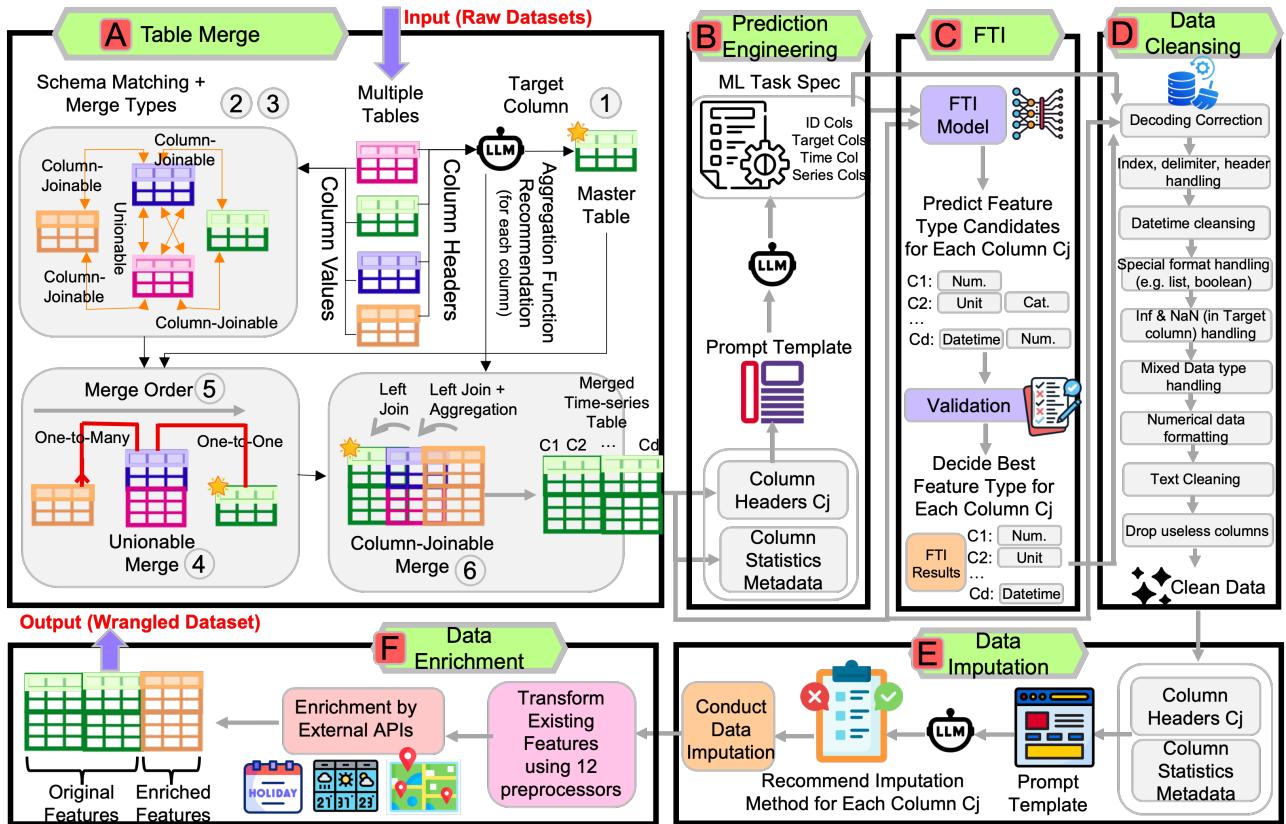 A Table Merge
Input (Raw Datasets)
Schema Matching +
Merge Types
2 3
Multiple
Tables
Target
Column
1
LLM
Column-
Joinable
Column-
Joinable
Unionable
Column-
Joinable
Column-Joinable
Column Values
Column Headers
Aggregation Function
Recommendation
(for each column)
Master
Table
Merge Order 5
One-to-Many
One-to-One
Unionable
Merge 4
Left
Join
Left Join +
Aggregation
Merged
Time-series
Table
C1 C2 ... Cd
Column-Joinable
Merge 6
B Prediction
Engineering
ML Task Spec
ID Cols
Target Cols
Time Col
Series Cols
LLM
Prompt Template
Column
Headers Cj
Column
Statistics
Metadata
C FTI
FTI
Model
Predict Feature
Type Candidates
for Each Column Cj
C1: Num.
C2: Unit Cat.
...
Cd: Datetime Num.
Validation
Decide Best
Feature Type for
Each Column Cj
FTI
Results
C1: Num.
C2: Unit
...
Cd: Datetime
D Data
Cleansing
Decoding Correction
Index, delimiter, header
handling
Datetime cleansing
Special format handling
(e.g. list, boolean)
Inf & NaN (in Target
column) handling
Mixed Data type
handling
Numerical data
formatting
Text Cleaning
Drop useless columns
Clean Data
E Data
Imputation
Column
Headers Cj
Column
Statistics
Metadata
Prompt
Template
LLM
Recommend Imputation
Method for Each Column Cj
Conduct
Data
Imputation
F Data
Enrichment
Transform
Existing
Features
using 12
preprocessors
Enrichment by
External APIs
HOLIDAY
21 31 23
Output (Wrangled Dataset)
Original
Features
Enriched
Features